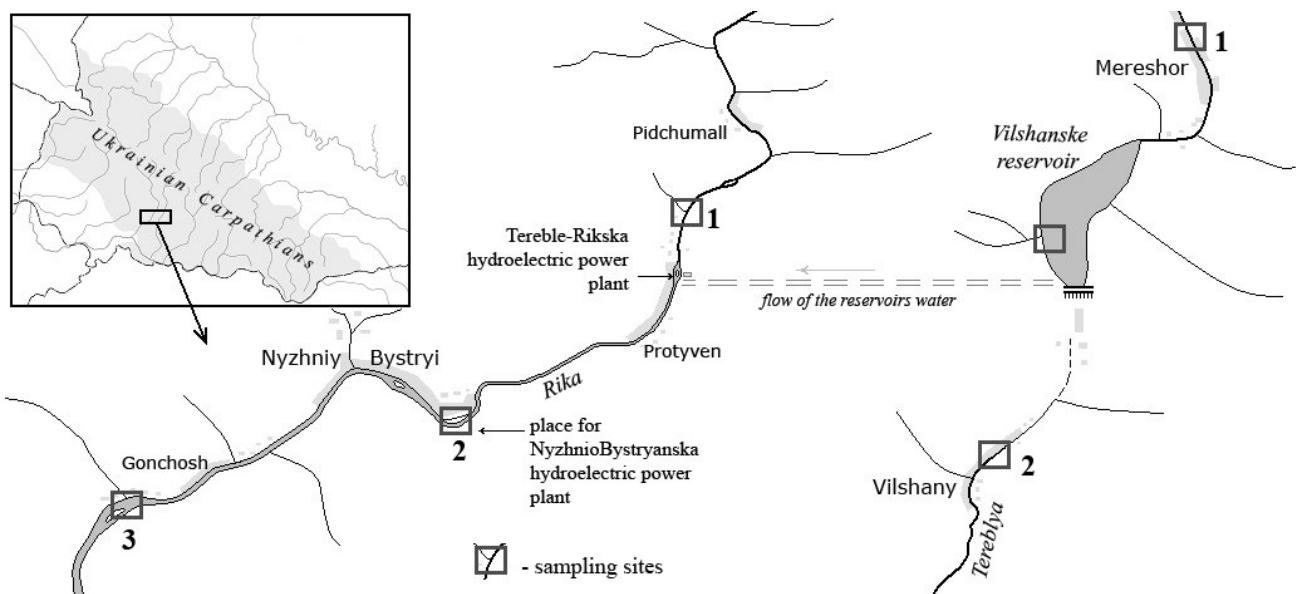 Ukrainian Carpathians
1
Mereshor
Vilshanske
reservoir
Pidchumall
1
Tereble-Rikska
hydroelectric power
plant
flow of the reservoirs water
Protyven
Nyzhniy Bystryi
Rika
2
place for
NyzhnioBystryanska
hydroelectric power
plant
Gonchosh
3
2
Vilshany
Tereblya
- sampling sites